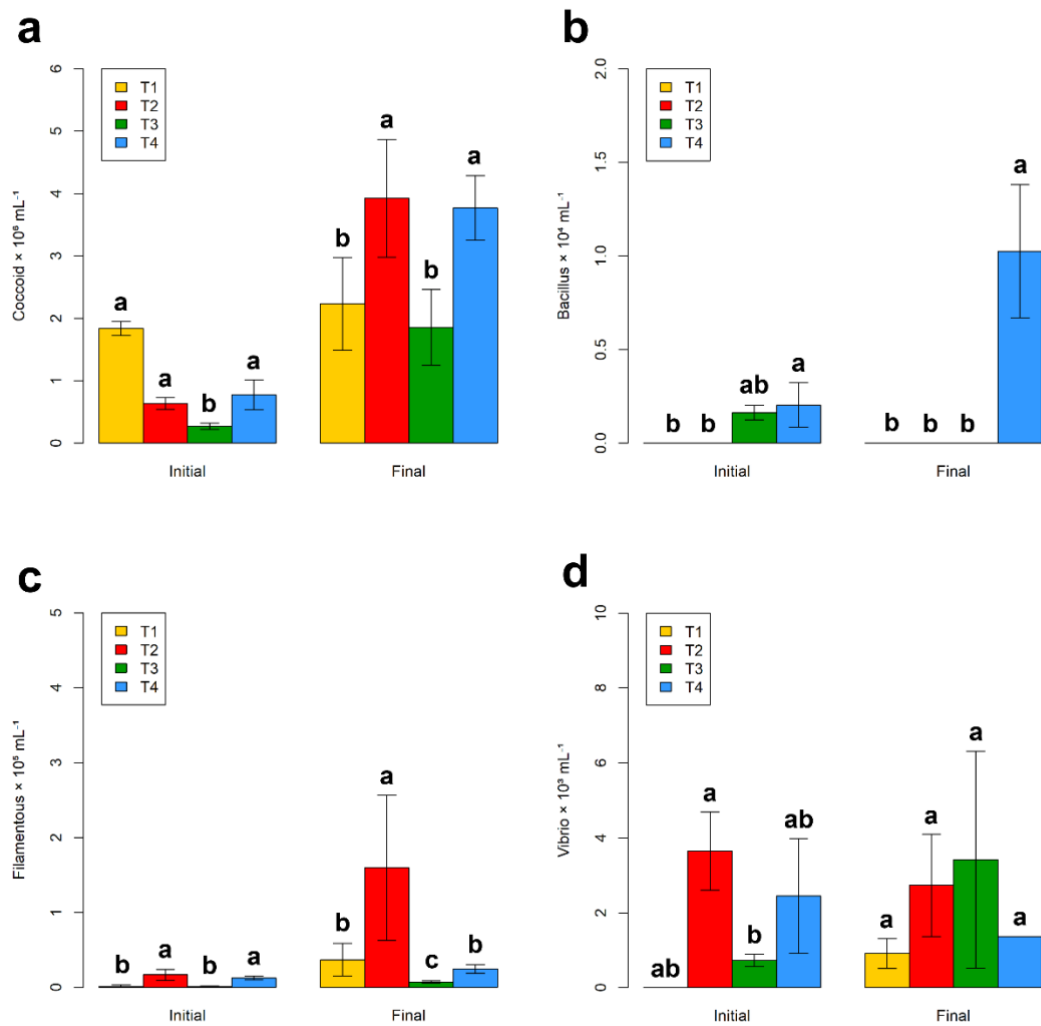 a
Coccoid × 10⁶ mL⁻¹
6
5
4
3
2
1
0
T1
T2
T3
T4
a
a
b
a
b
a
b
a
Initial
Final
b
Bacillus × 10⁴ mL⁻¹
2.0
1.5
1.0
0.5
0.0
T1
T2
T3
T4
b
b
ab
a
b
b
b
a
Initial
Final
c
Filamentous × 10⁵ mL⁻¹
5
4
3
2
1
0
T1
T2
T3
T4
b
a
b
a
b
a
c
b
Initial
Final
d
Vibrio × 10³ mL⁻¹
10
8
6
4
2
0
T1
T2
T3
T4
ab
a
b
ab
a
a
a
a
Initial
Final